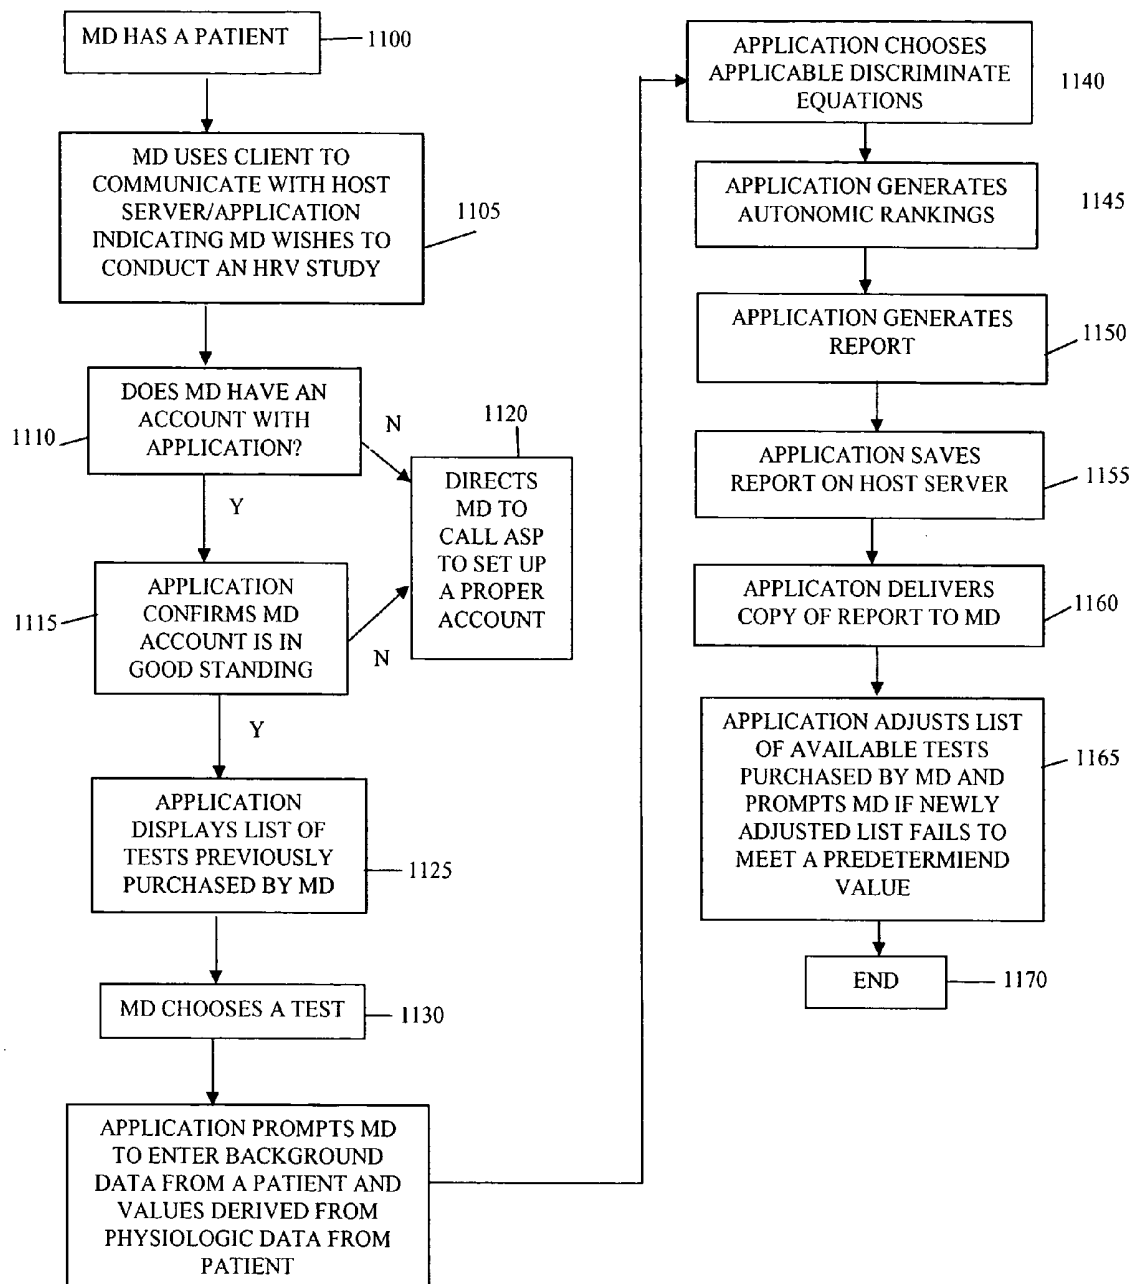 MD HAS A PATIENT
1100
MD USES CLIENT TO
COMMUNICATE WITH HOST
SERVER/APPLICATION
INDICATING MD WISHES TO
CONDUCT AN HRV STUDY
1105
DOES MD HAVE AN
ACCOUNT WITH
APPLICATION?
1110
N
Y
1120
DIRECTS
MD TO
CALL ASP
TO SET UP
A PROPER
ACCOUNT
APPLICATION
CONFIRMS MD
ACCOUNT IS IN
GOOD STANDING
1115
N
Y
APPLICATION
DISPLAYS LIST OF
TESTS PREVIOUSLY
PURCHASED BY MD
1125
MD CHOOSES A TEST
1130
APPLICATION PROMPTS MD
TO ENTER BACKGROUND
DATA FROM A PATIENT AND
VALUES DERIVED FROM
PHYSIOLOGIC DATA FROM
PATIENT
APPLICATION CHOOSES
APPLICABLE DISCRIMINATE
EQUATIONS
1140
APPLICATION GENERATES
AUTONOMIC RANKINGS
1145
APPLICATION GENERATES
REPORT
1150
APPLICATION SAVES
REPORT ON HOST SERVER
1155
APPLICATON DELIVERS
COPY OF REPORT TO MD
1160
APPLICATION ADJUSTS LIST
OF AVAILABLE TESTS
PURCHASED BY MD AND
PROMPTS MD IF NEWLY
ADJUSTED LIST FAILS TO
MEET A PREDETERMIEND
VALUE
1165
END
1170